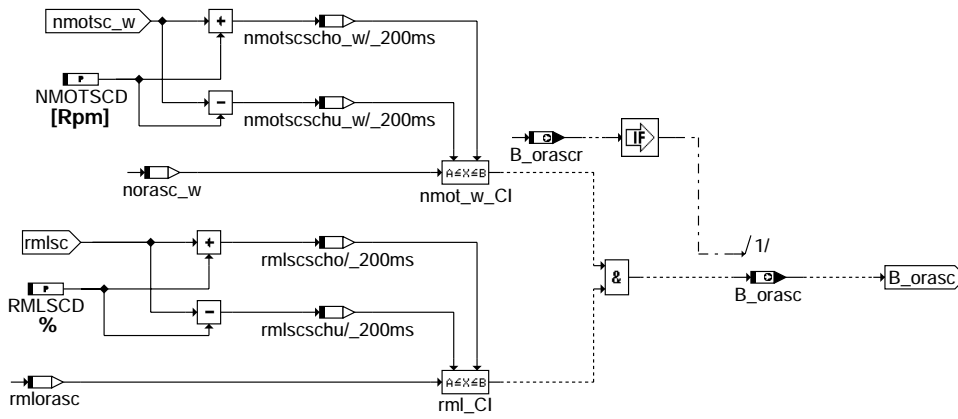 nmotsc_w
+
nmotscscho_w/_200ms
P
NMOTSCD
[Rpm]
−
nmotscschu_w/_200ms
B_orascr
IF
norasc_w
A≤X≤B
nmot_w_CI
rmlsc
+
rmlscscho/_200ms
/1/
P
RMLSCD
%
−
rmlscschu/_200ms
&
B_orasc
B_orasc
rmlorasc
A≤X≤B
rml_CI